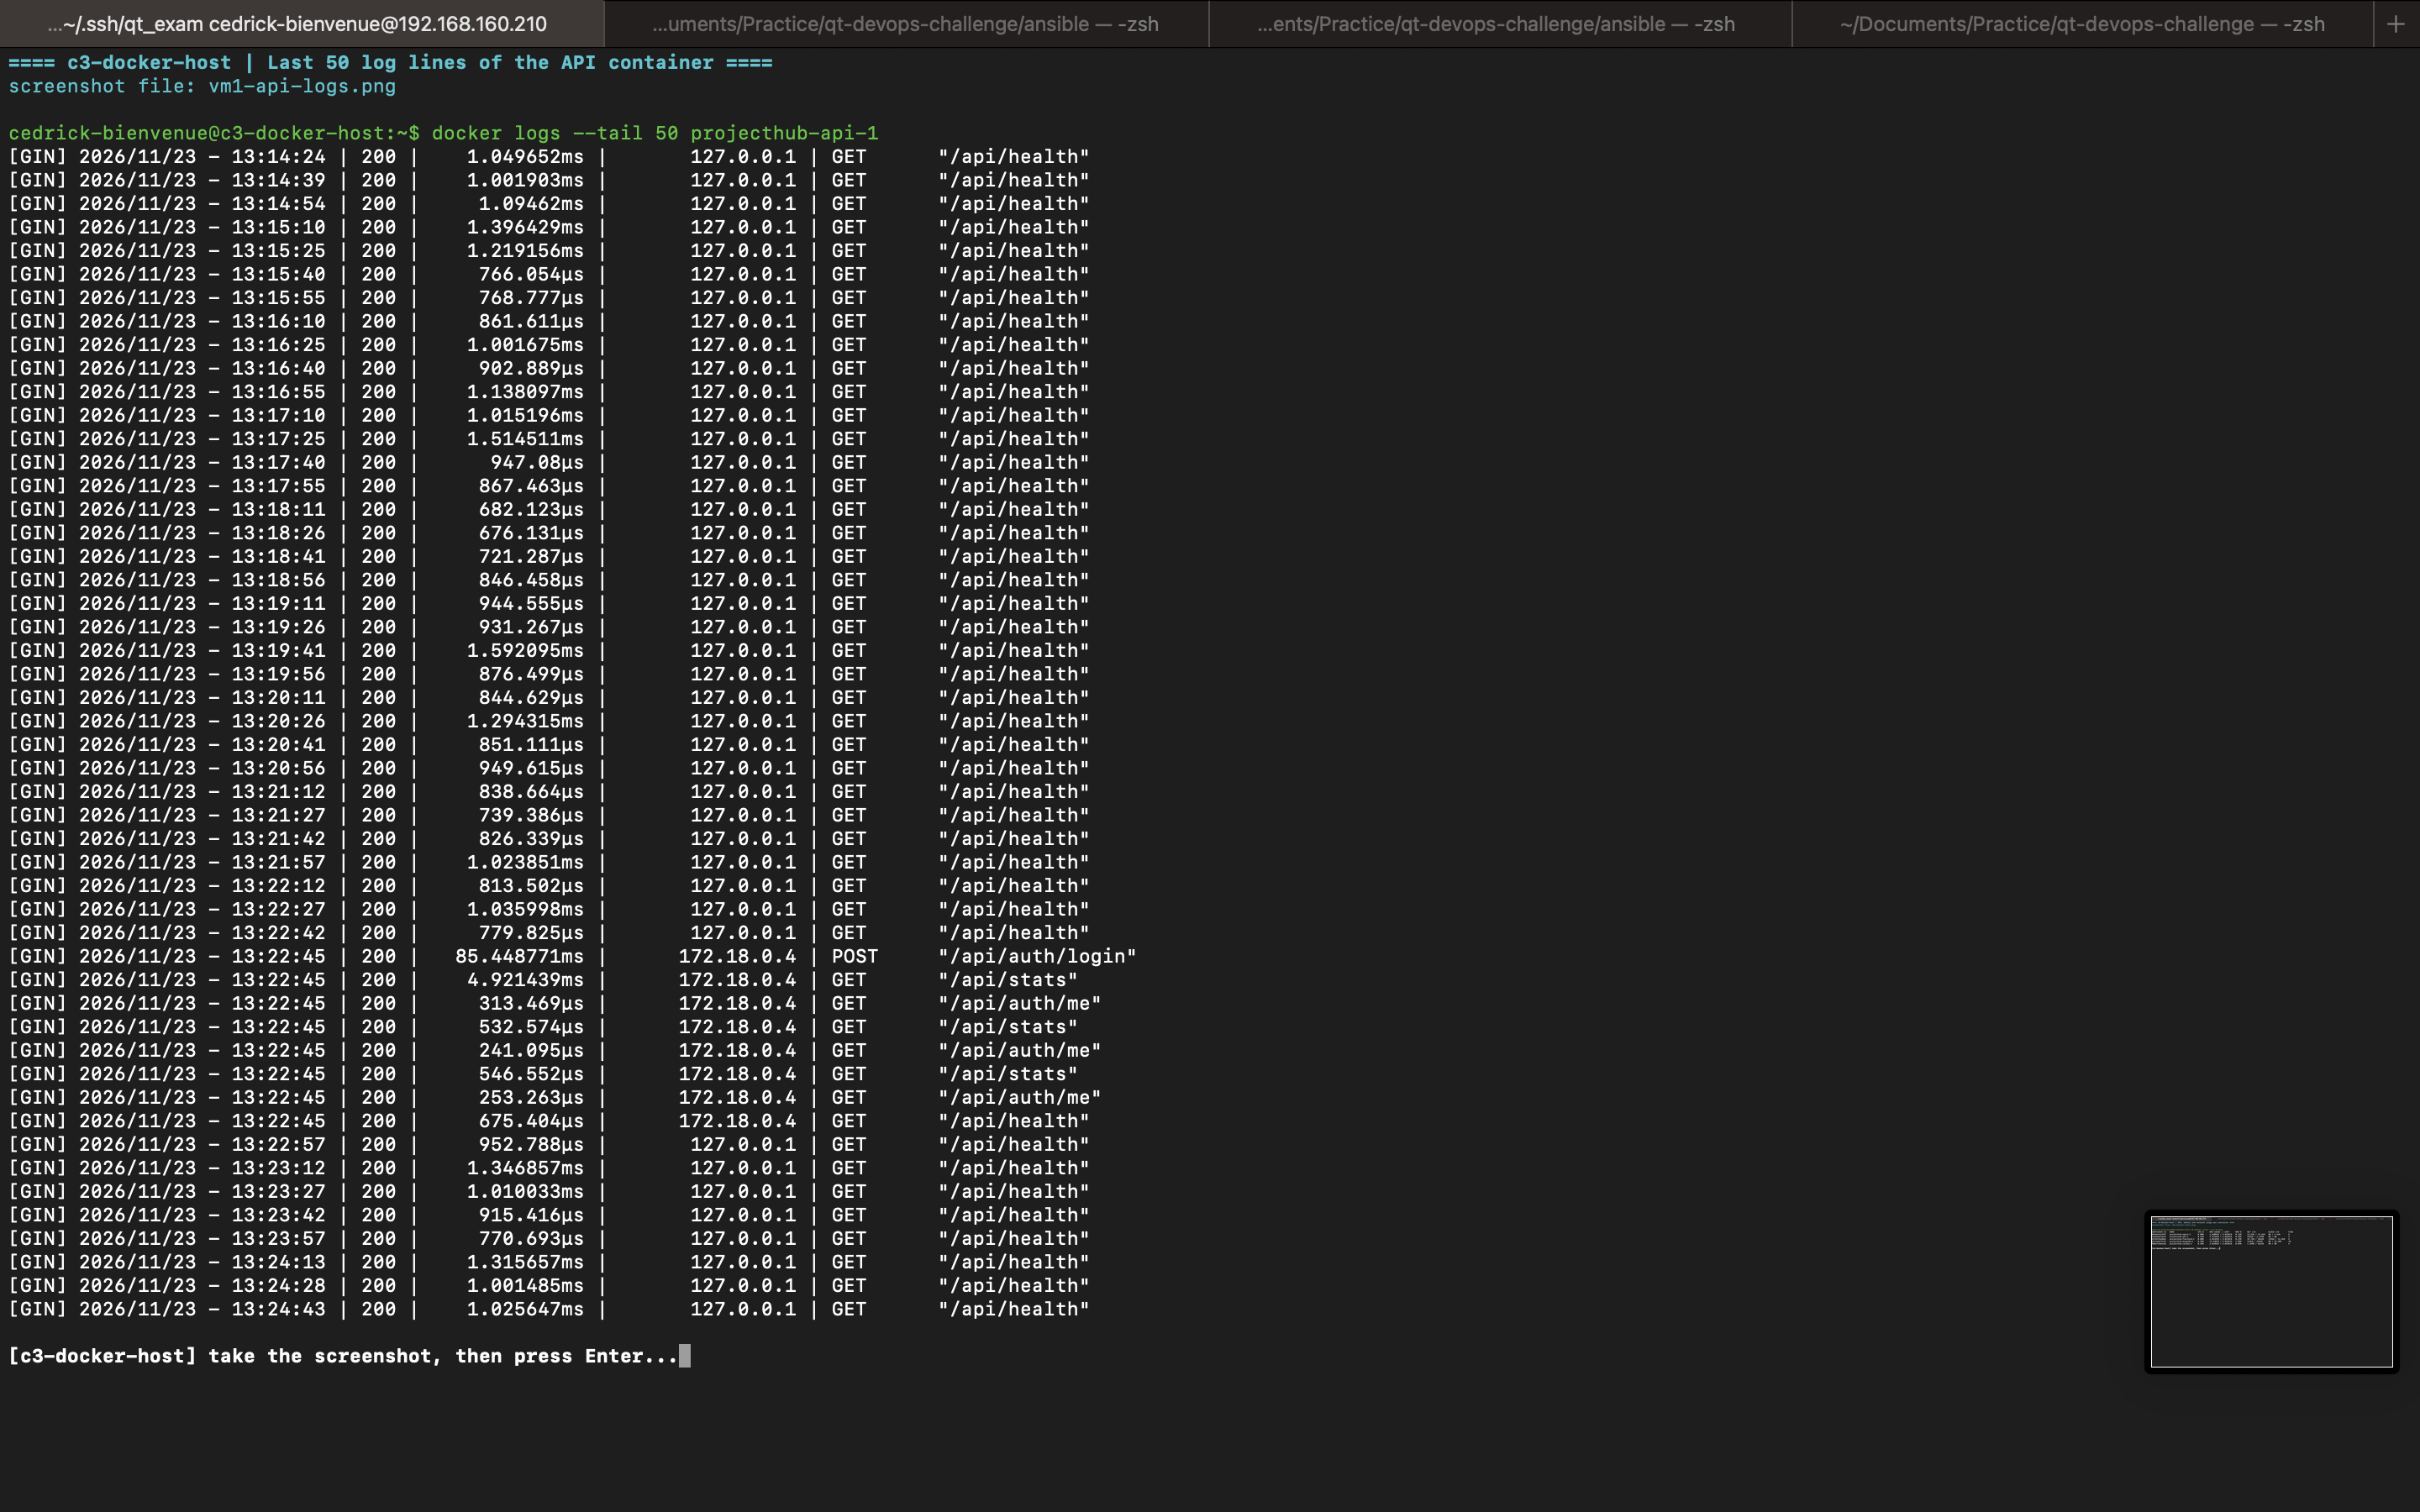 ...~/.ssh/qt_exam cedrick-bienvenue@192.168.160.210
...uments/Practice/qt-devops-challenge/ansible — -zsh
...ents/Practice/qt-devops-challenge/ansible — -zsh
~/Documents/Practice/qt-devops-challenge — -zsh
+
==== c3-docker-host | Last 50 log lines of the API container ====
screenshot file: vm1-api-logs.png
cedrick-bienvenue@c3-docker-host:~$ docker logs --tail 50 projecthub-api-1
[GIN] 2026/11/23 - 13:14:24 | 200 | 1.049652ms | 127.0.0.1 | GET "/api/health"
[GIN] 2026/11/23 - 13:14:39 | 200 | 1.001903ms | 127.0.0.1 | GET "/api/health"
[GIN] 2026/11/23 - 13:14:54 | 200 | 1.09462ms | 127.0.0.1 | GET "/api/health"
[GIN] 2026/11/23 - 13:15:10 | 200 | 1.396429ms | 127.0.0.1 | GET "/api/health"
[GIN] 2026/11/23 - 13:15:25 | 200 | 1.219156ms | 127.0.0.1 | GET "/api/health"
[GIN] 2026/11/23 - 13:15:40 | 200 | 766.054µs | 127.0.0.1 | GET "/api/health"
[GIN] 2026/11/23 - 13:15:55 | 200 | 768.777µs | 127.0.0.1 | GET "/api/health"
[GIN] 2026/11/23 - 13:16:10 | 200 | 861.611µs | 127.0.0.1 | GET "/api/health"
[GIN] 2026/11/23 - 13:16:25 | 200 | 1.001675ms | 127.0.0.1 | GET "/api/health"
[GIN] 2026/11/23 - 13:16:40 | 200 | 902.889µs | 127.0.0.1 | GET "/api/health"
[GIN] 2026/11/23 - 13:16:55 | 200 | 1.138097ms | 127.0.0.1 | GET "/api/health"
[GIN] 2026/11/23 - 13:17:10 | 200 | 1.015196ms | 127.0.0.1 | GET "/api/health"
[GIN] 2026/11/23 - 13:17:25 | 200 | 1.514511ms | 127.0.0.1 | GET "/api/health"
[GIN] 2026/11/23 - 13:17:40 | 200 | 947.08µs | 127.0.0.1 | GET "/api/health"
[GIN] 2026/11/23 - 13:17:55 | 200 | 867.463µs | 127.0.0.1 | GET "/api/health"
[GIN] 2026/11/23 - 13:18:11 | 200 | 682.123µs | 127.0.0.1 | GET "/api/health"
[GIN] 2026/11/23 - 13:18:26 | 200 | 676.131µs | 127.0.0.1 | GET "/api/health"
[GIN] 2026/11/23 - 13:18:41 | 200 | 721.287µs | 127.0.0.1 | GET "/api/health"
[GIN] 2026/11/23 - 13:18:56 | 200 | 846.458µs | 127.0.0.1 | GET "/api/health"
[GIN] 2026/11/23 - 13:19:11 | 200 | 944.555µs | 127.0.0.1 | GET "/api/health"
[GIN] 2026/11/23 - 13:19:26 | 200 | 931.267µs | 127.0.0.1 | GET "/api/health"
[GIN] 2026/11/23 - 13:19:41 | 200 | 1.592095ms | 127.0.0.1 | GET "/api/health"
[GIN] 2026/11/23 - 13:19:56 | 200 | 876.499µs | 127.0.0.1 | GET "/api/health"
[GIN] 2026/11/23 - 13:20:11 | 200 | 844.629µs | 127.0.0.1 | GET "/api/health"
[GIN] 2026/11/23 - 13:20:26 | 200 | 1.294315ms | 127.0.0.1 | GET "/api/health"
[GIN] 2026/11/23 - 13:20:41 | 200 | 851.111µs | 127.0.0.1 | GET "/api/health"
[GIN] 2026/11/23 - 13:20:56 | 200 | 949.615µs | 127.0.0.1 | GET "/api/health"
[GIN] 2026/11/23 - 13:21:12 | 200 | 838.664µs | 127.0.0.1 | GET "/api/health"
[GIN] 2026/11/23 - 13:21:27 | 200 | 739.386µs | 127.0.0.1 | GET "/api/health"
[GIN] 2026/11/23 - 13:21:42 | 200 | 826.339µs | 127.0.0.1 | GET "/api/health"
[GIN] 2026/11/23 - 13:21:57 | 200 | 1.023851ms | 127.0.0.1 | GET "/api/health"
[GIN] 2026/11/23 - 13:22:12 | 200 | 813.502µs | 127.0.0.1 | GET "/api/health"
[GIN] 2026/11/23 - 13:22:27 | 200 | 1.035998ms | 127.0.0.1 | GET "/api/health"
[GIN] 2026/11/23 - 13:22:42 | 200 | 779.825µs | 127.0.0.1 | GET "/api/health"
[GIN] 2026/11/23 - 13:22:45 | 200 | 85.448771ms | 172.18.0.4 | POST "/api/auth/login"
[GIN] 2026/11/23 - 13:22:45 | 200 | 4.921439ms | 172.18.0.4 | GET "/api/stats"
[GIN] 2026/11/23 - 13:22:45 | 200 | 313.469µs | 172.18.0.4 | GET "/api/auth/me"
[GIN] 2026/11/23 - 13:22:45 | 200 | 532.574µs | 172.18.0.4 | GET "/api/stats"
[GIN] 2026/11/23 - 13:22:45 | 200 | 241.095µs | 172.18.0.4 | GET "/api/auth/me"
[GIN] 2026/11/23 - 13:22:45 | 200 | 546.552µs | 172.18.0.4 | GET "/api/stats"
[GIN] 2026/11/23 - 13:22:45 | 200 | 253.263µs | 172.18.0.4 | GET "/api/auth/me"
[GIN] 2026/11/23 - 13:22:45 | 200 | 675.404µs | 172.18.0.4 | GET "/api/health"
[GIN] 2026/11/23 - 13:22:57 | 200 | 952.788µs | 127.0.0.1 | GET "/api/health"
[GIN] 2026/11/23 - 13:23:12 | 200 | 1.346857ms | 127.0.0.1 | GET "/api/health"
[GIN] 2026/11/23 - 13:23:27 | 200 | 1.010033ms | 127.0.0.1 | GET "/api/health"
[GIN] 2026/11/23 - 13:23:42 | 200 | 915.416µs | 127.0.0.1 | GET "/api/health"
[GIN] 2026/11/23 - 13:23:57 | 200 | 770.693µs | 127.0.0.1 | GET "/api/health"
[GIN] 2026/11/23 - 13:24:13 | 200 | 1.315657ms | 127.0.0.1 | GET "/api/health"
[GIN] 2026/11/23 - 13:24:28 | 200 | 1.001485ms | 127.0.0.1 | GET "/api/health"
[GIN] 2026/11/23 - 13:24:43 | 200 | 1.025647ms | 127.0.0.1 | GET "/api/health"
[c3-docker-host] take the screenshot, then press Enter...